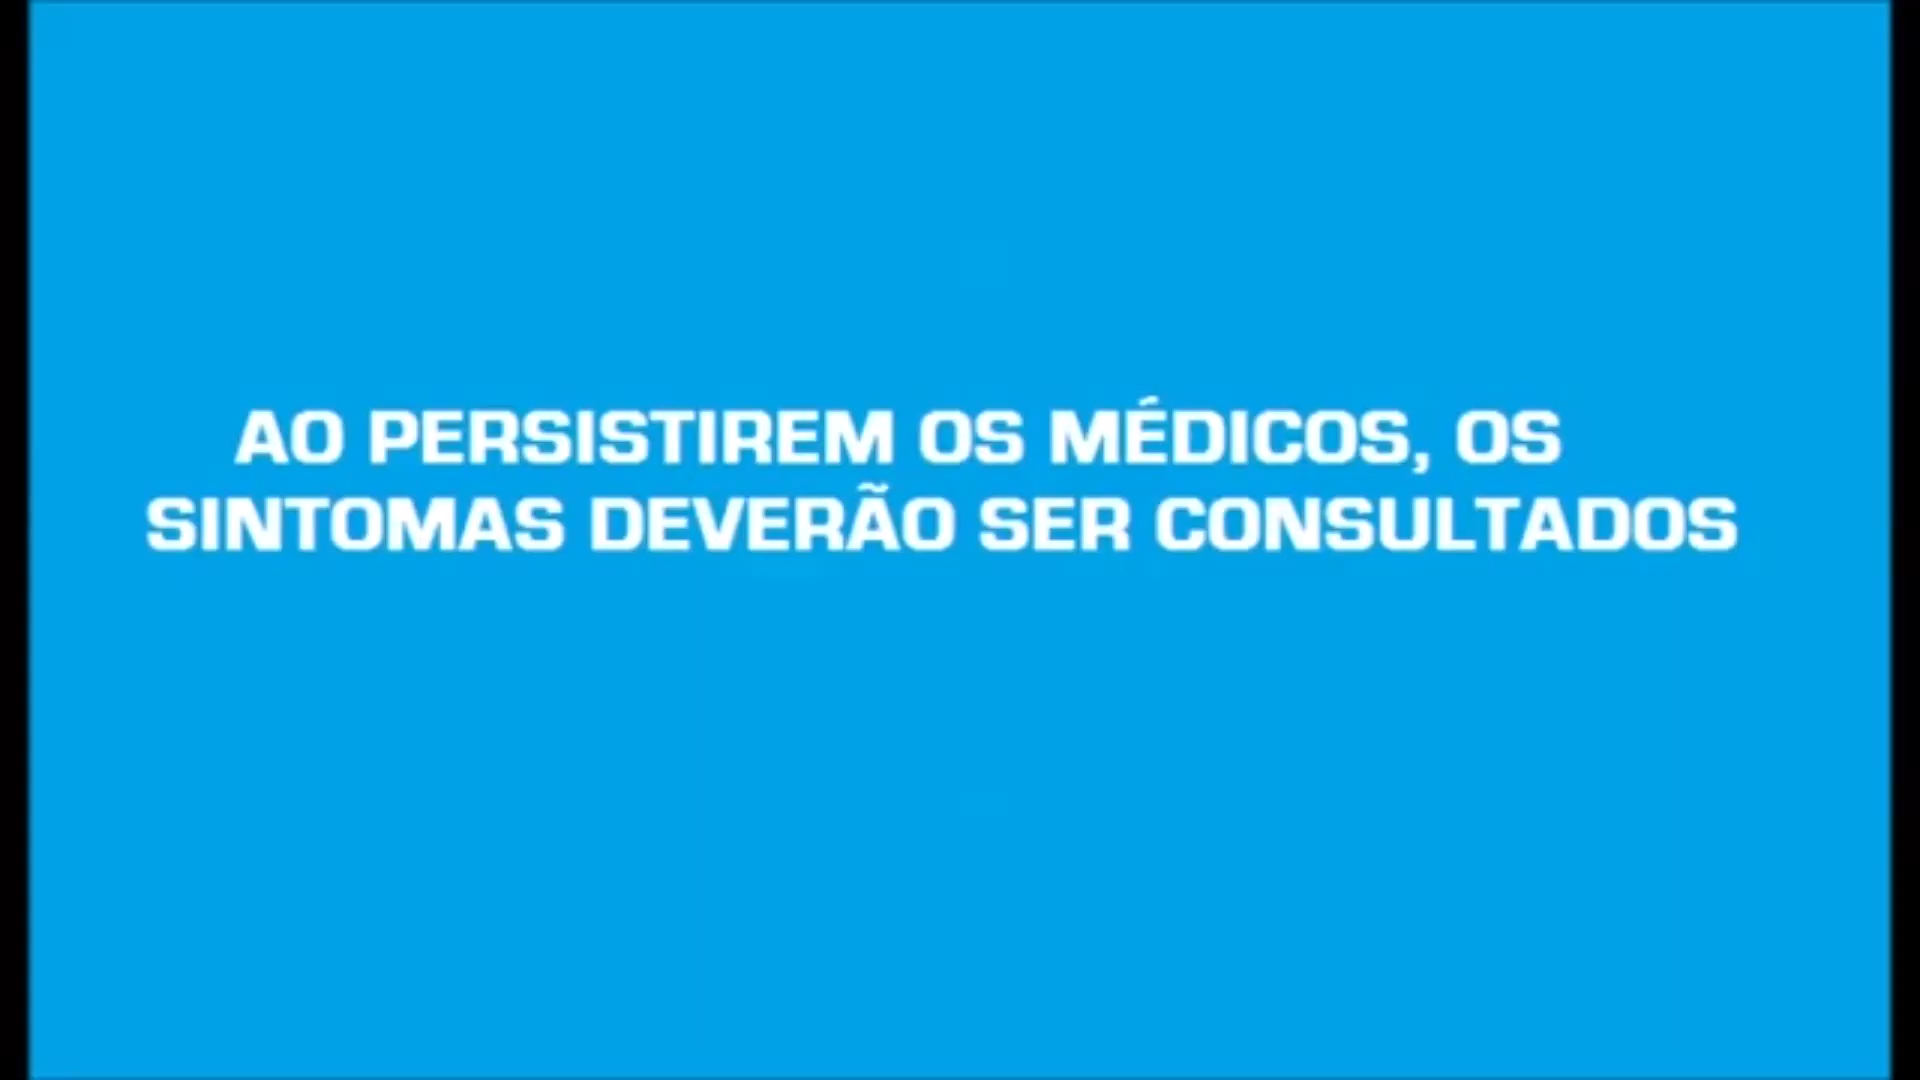 AO PERSISTIREM OS MÉDICOS, OS
SINTOMAS DEVERÃO SER CONSULTADOS